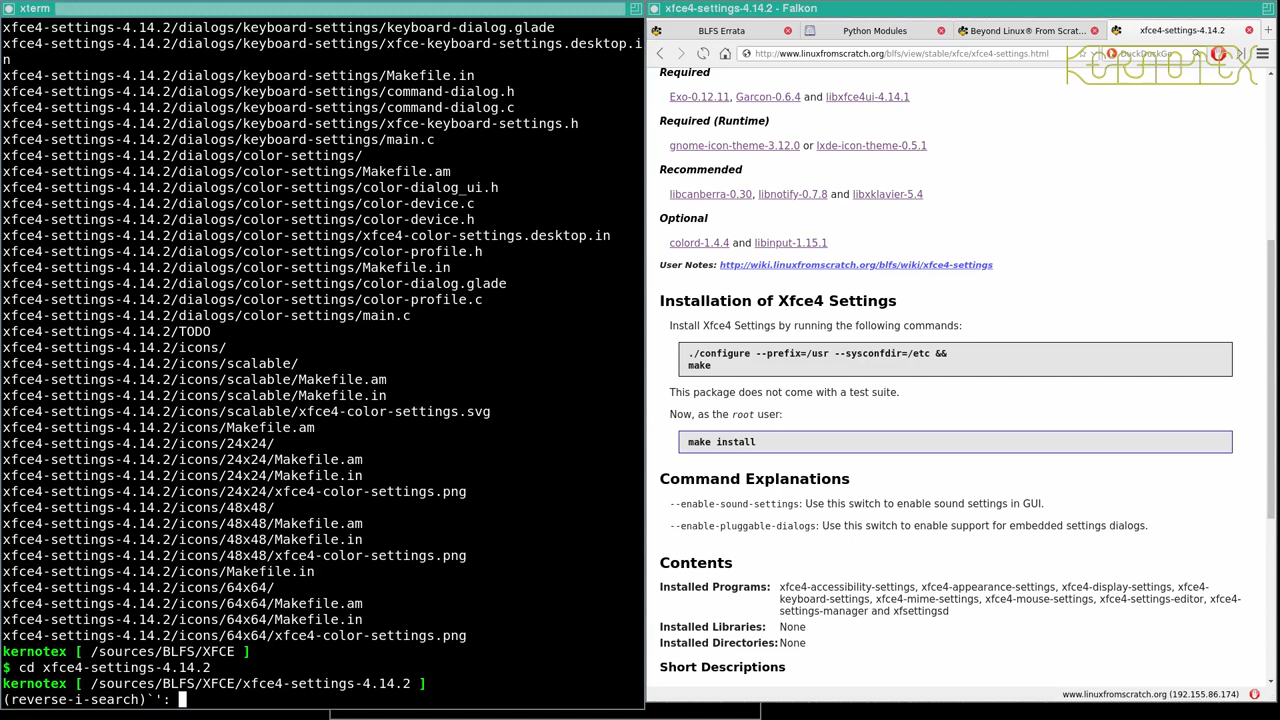 xterm
xfce4-settings-4.14.2/dialogs/keyboard-settings/keyboard-dialog.glade
xfce4-settings-4.14.2/dialogs/keyboard-settings/xfce-keyboard-settings.desktop.i
n
xfce4-settings-4.14.2/dialogs/keyboard-settings/Makefile.in
xfce4-settings-4.14.2/dialogs/keyboard-settings/command-dialog.h
xfce4-settings-4.14.2/dialogs/keyboard-settings/command-dialog.c
xfce4-settings-4.14.2/dialogs/keyboard-settings/xfce-keyboard-settings.h
xfce4-settings-4.14.2/dialogs/keyboard-settings/main.c
xfce4-settings-4.14.2/dialogs/color-settings/
xfce4-settings-4.14.2/dialogs/color-settings/Makefile.am
xfce4-settings-4.14.2/dialogs/color-settings/color-dialog_ui.h
xfce4-settings-4.14.2/dialogs/color-settings/color-device.c
xfce4-settings-4.14.2/dialogs/color-settings/color-device.h
xfce4-settings-4.14.2/dialogs/color-settings/xfce4-color-settings.desktop.in
xfce4-settings-4.14.2/dialogs/color-settings/color-profile.h
xfce4-settings-4.14.2/dialogs/color-settings/Makefile.in
xfce4-settings-4.14.2/dialogs/color-settings/color-dialog.glade
xfce4-settings-4.14.2/dialogs/color-settings/color-profile.c
xfce4-settings-4.14.2/dialogs/color-settings/main.c
xfce4-settings-4.14.2/TODO
xfce4-settings-4.14.2/icons/
xfce4-settings-4.14.2/icons/scalable/
xfce4-settings-4.14.2/icons/scalable/Makefile.am
xfce4-settings-4.14.2/icons/scalable/Makefile.in
xfce4-settings-4.14.2/icons/scalable/xfce4-color-settings.svg
xfce4-settings-4.14.2/icons/Makefile.am
xfce4-settings-4.14.2/icons/24x24/
xfce4-settings-4.14.2/icons/24x24/Makefile.am
xfce4-settings-4.14.2/icons/24x24/Makefile.in
xfce4-settings-4.14.2/icons/24x24/xfce4-color-settings.png
xfce4-settings-4.14.2/icons/48x48/
xfce4-settings-4.14.2/icons/48x48/Makefile.am
xfce4-settings-4.14.2/icons/48x48/Makefile.in
xfce4-settings-4.14.2/icons/48x48/xfce4-color-settings.png
xfce4-settings-4.14.2/icons/Makefile.in
xfce4-settings-4.14.2/icons/64x64/
xfce4-settings-4.14.2/icons/64x64/Makefile.am
xfce4-settings-4.14.2/icons/64x64/Makefile.in
xfce4-settings-4.14.2/icons/64x64/xfce4-color-settings.png
kernotex [ /sources/BLFS/XFCE ]
$ cd xfce4-settings-4.14.2
kernotex [ /sources/BLFS/XFCE/xfce4-settings-4.14.2 ]
(reverse-i-search)`':
xfce4-settings-4.14.2 - Falkon
BLFS Errata
Python Modules
Beyond Linux® From Scrat...
xfce4-settings-4.14.2
http://www.linuxfromscratch.org/blfs/view/stable/xfce/xfce4-settings.html
DuckDuckGo
KERNOTEX
Required
Exo-0.12.11, Garcon-0.6.4 and libxfce4ui-4.14.1
Required (Runtime)
gnome-icon-theme-3.12.0 or lxde-icon-theme-0.5.1
Recommended
libcanberra-0.30, libnotify-0.7.8 and libxklavier-5.4
Optional
colord-1.4.4 and libinput-1.15.1
User Notes: http://wiki.linuxfromscratch.org/blfs/wiki/xfce4-settings
Installation of Xfce4 Settings
Install Xfce4 Settings by running the following commands:
./configure --prefix=/usr --sysconfdir=/etc &&
make
This package does not come with a test suite.
Now, as the root user:
make install
Command Explanations
--enable-sound-settings: Use this switch to enable sound settings in GUI.
--enable-pluggable-dialogs: Use this switch to enable support for embedded settings dialogs.
Contents
Installed Programs: xfce4-accessibility-settings, xfce4-appearance-settings, xfce4-display-settings, xfce4-
keyboard-settings, xfce4-mime-settings, xfce4-mouse-settings, xfce4-settings-editor, xfce4-
settings-manager and xfsettingsd
Installed Libraries: None
Installed Directories: None
Short Descriptions
www.linuxfromscratch.org (192.155.86.174)